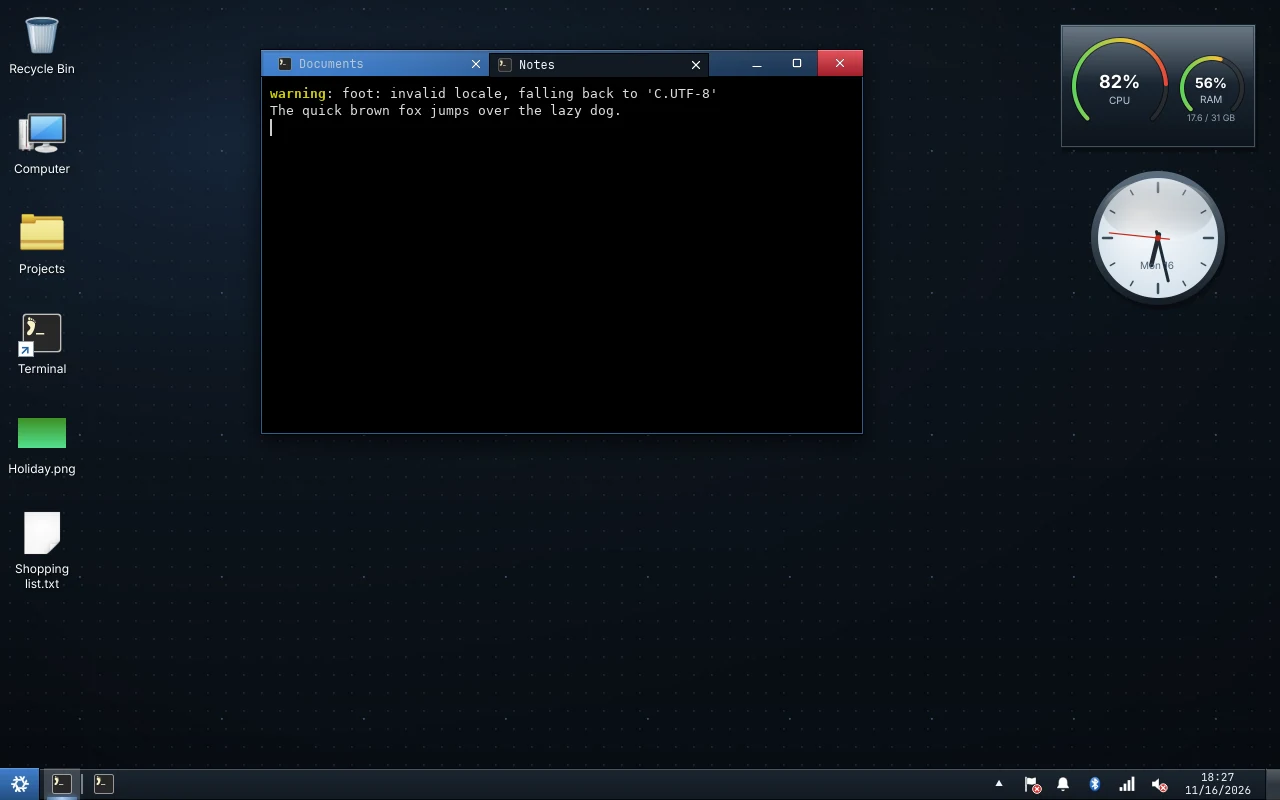 Recycle Bin
Computer
Projects
Terminal
Holiday.png
Shopping
list.txt
Documents
Notes
warning: foot: invalid locale, falling back to 'C.UTF-8'
The quick brown fox jumps over the lazy dog.
82%
CPU
56%
RAM
17.6 / 31 GB
Mon 16
18:27
11/16/2026